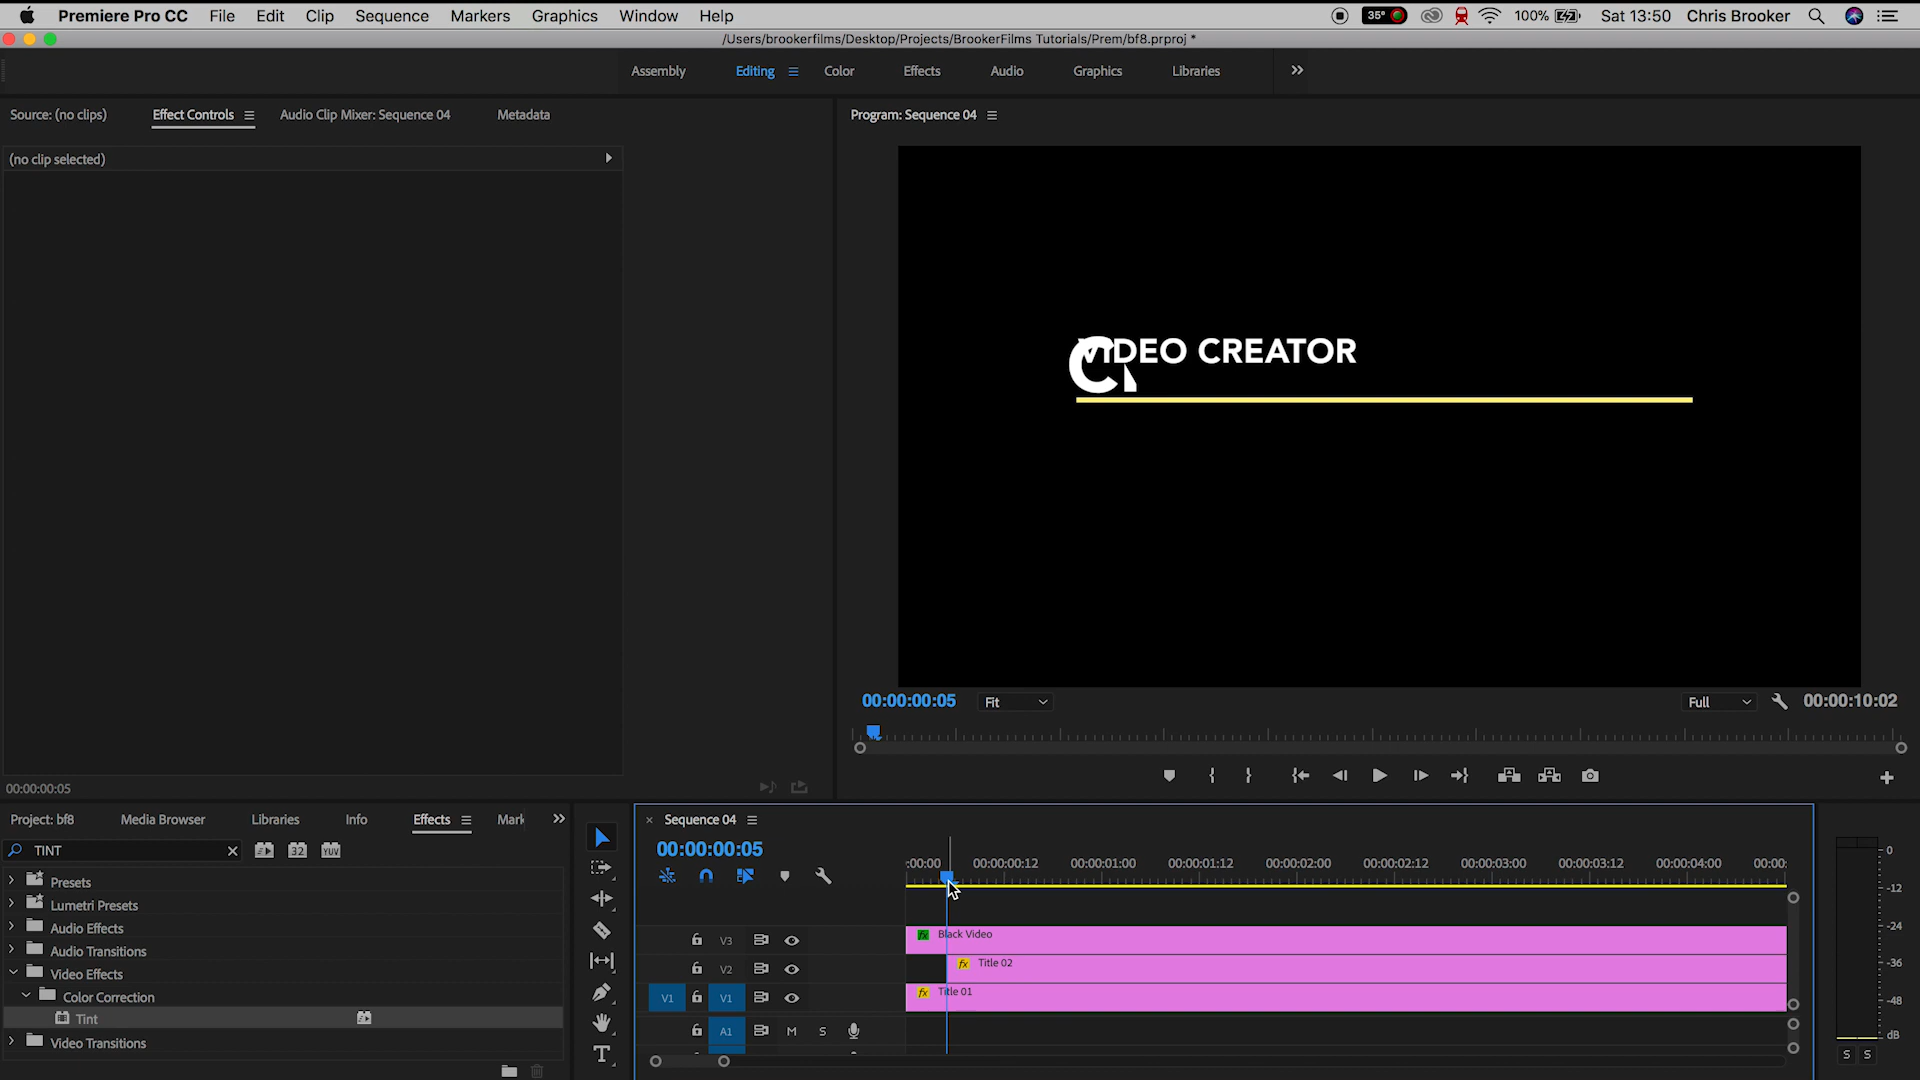 Premiere Pro CC File Edit Clip Sequence Markers Graphics Window Help 35° 100% Sat 13:50 Chris Brooker
/Users/brookerfilms/Desktop/Projects/BrookerFilms Tutorials/Prem/bf8.prproj *
Assembly Editing Color Effects Audio Graphics Libraries
Source: (no clips) Effect Controls Audio Clip Mixer: Sequence 04 Metadata
Program: Sequence 04
(no clip selected)
VIDEO CREATOR
C
00:00:00:05 Fit Full 00:00:10:02
00:00:00:05
Project: bf8 Media Browser Libraries Info Effects Mark
Sequence 04
TINT 32 YUV
00:00:00:05
:00:00 00:00:00:12 00:00:01:00 00:00:01:12 00:00:02:00 00:00:02:12 00:00:03:00 00:00:03:12 00:00:04:00 00:00:
Presets
Lumetri Presets
Audio Effects
Audio Transitions
Video Effects
Color Correction
Tint
Video Transitions
V3 fx Black Video
V2 fx Title 02
V1 V1 fx Title 01
A1 M S
T
0
-12
-24
-36
-48
dB
S S